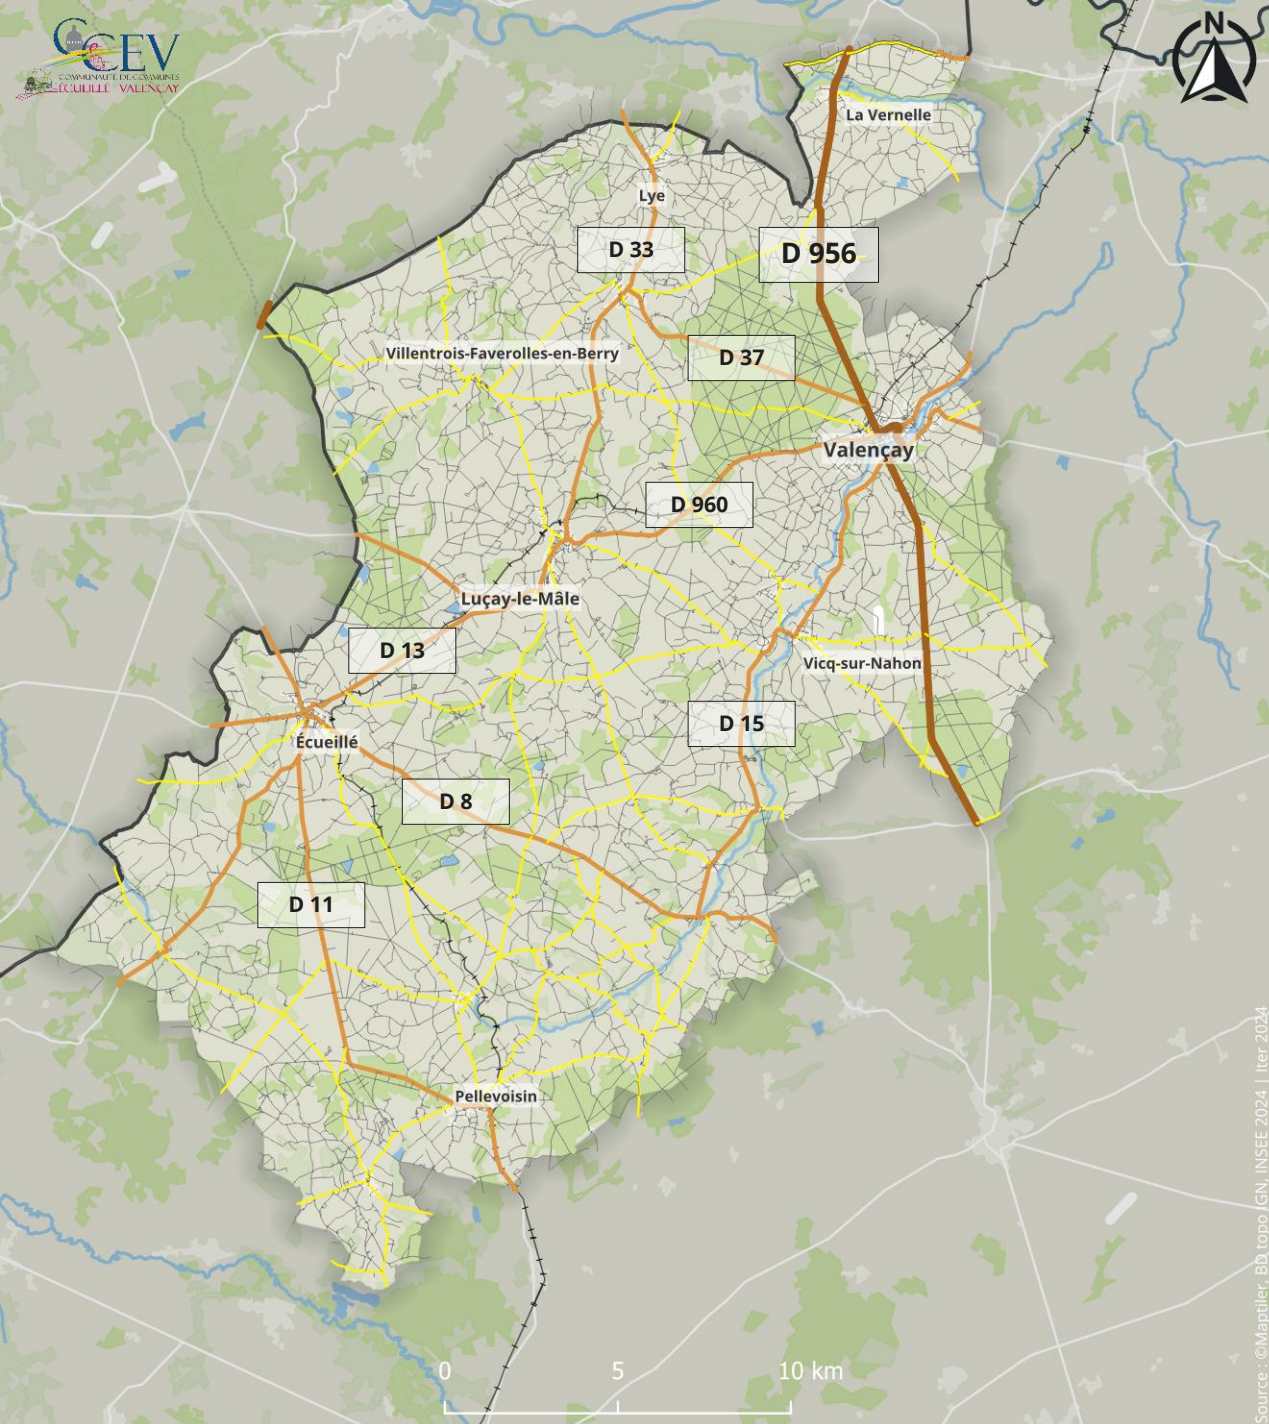 CCEV
COMMUNAUTÉ DE COMMUNES
ÉCUEILLÉ - VALENÇAY
N
La Vernelle
Lye
D 33
D 956
Villentrois-Faverolles-en-Berry
D 37
Valençay
D 960
Luçay-le-Mâle
D 13
Vicq-sur-Nahon
D 15
Écueillé
D 8
D 11
Pellevoisin
0 5 10 km
Source : ©Maptiler, BD topo IGN, INSEE 2024 | Iter 2024